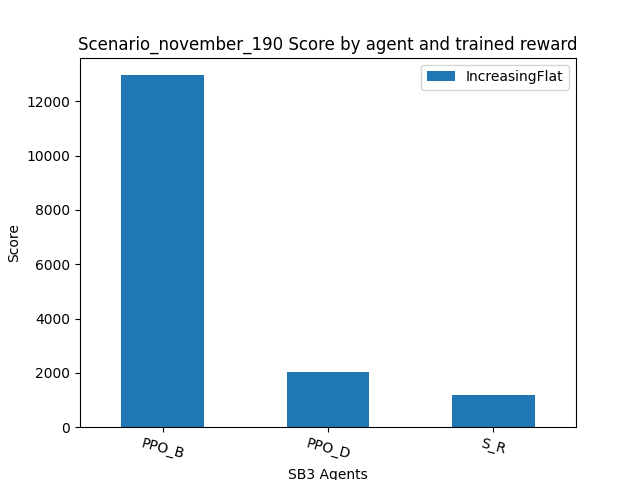 Scenario_november_190 Score by agent and trained reward
IncreasingFlat
12000
10000
8000
6000
4000
2000
0
Score
PPO_B
PPO_D
S_R
SB3 Agents